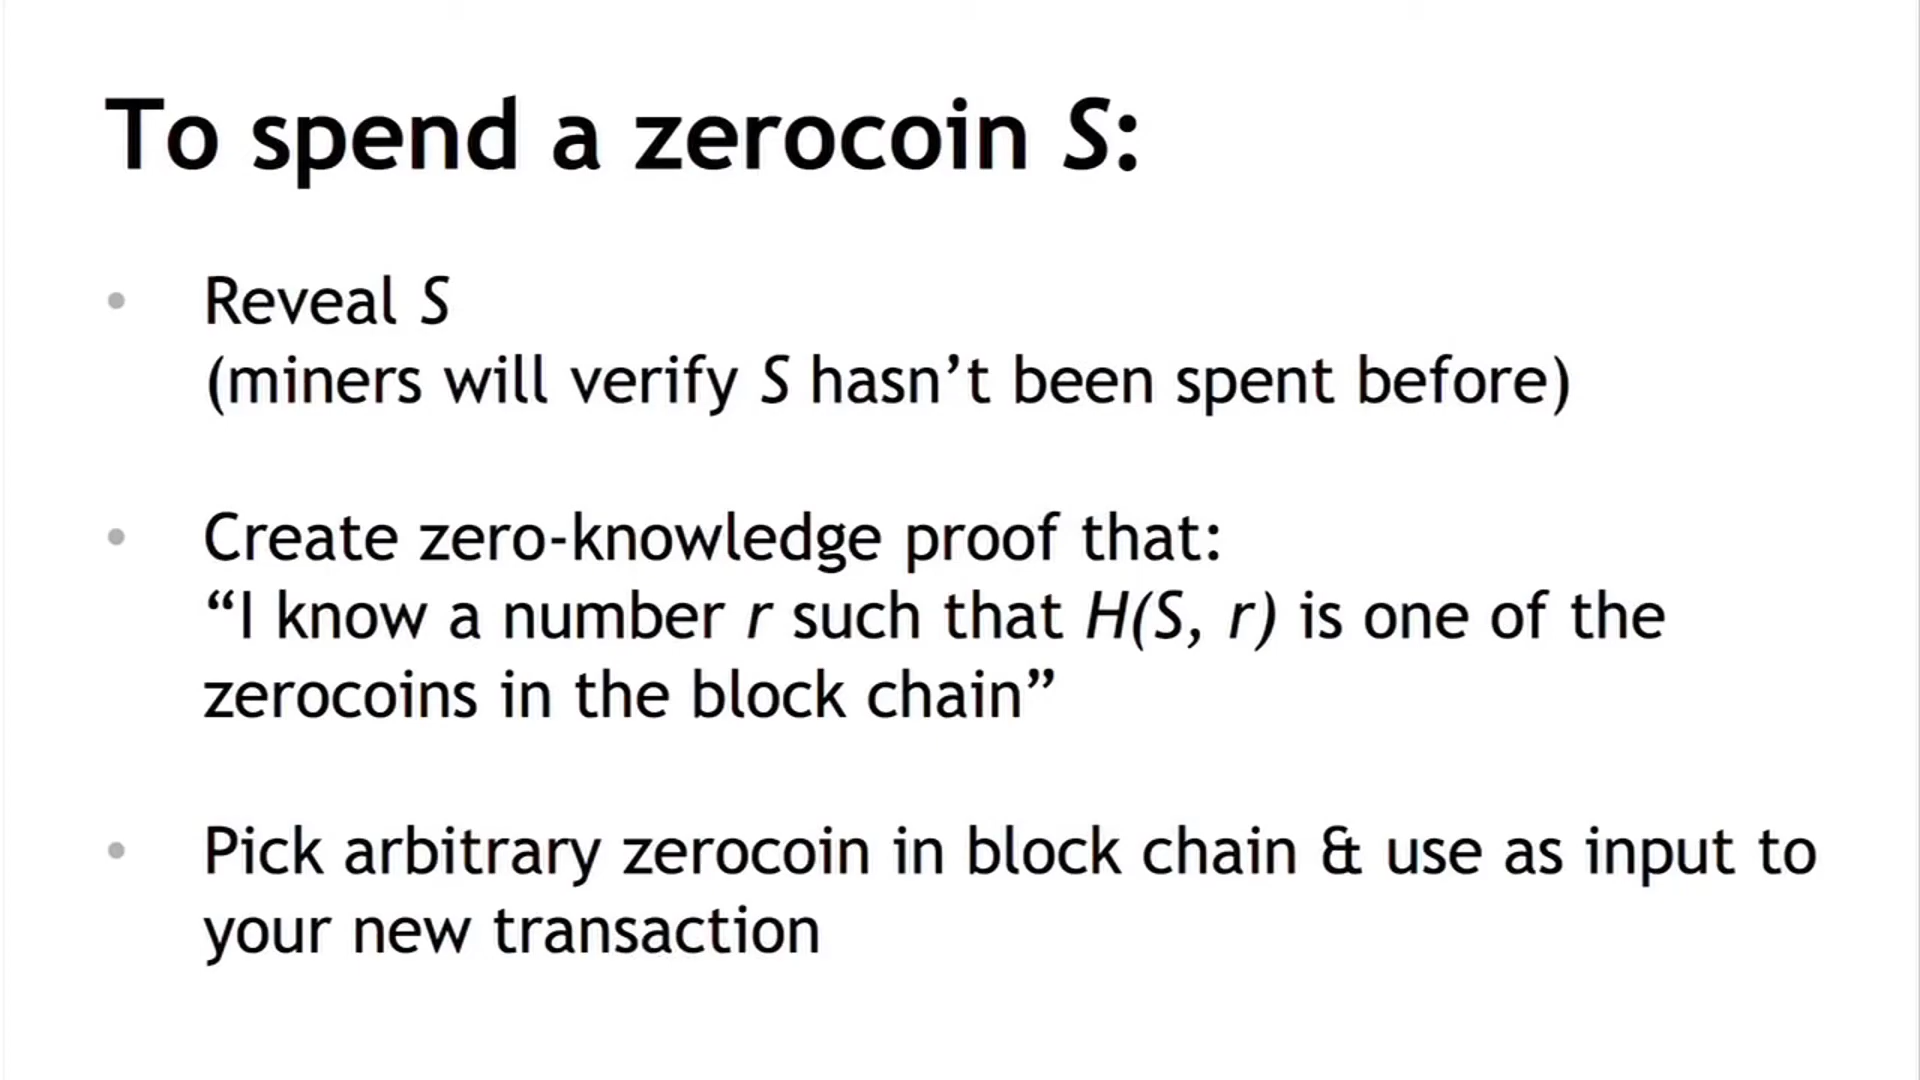 To spend a zerocoin S:
• Reveal S
(miners will verify S hasn’t been spent before)
• Create zero-knowledge proof that:
“I know a number r such that H(S, r) is one of the
zerocoins in the block chain”
• Pick arbitrary zerocoin in block chain & use as input to
your new transaction